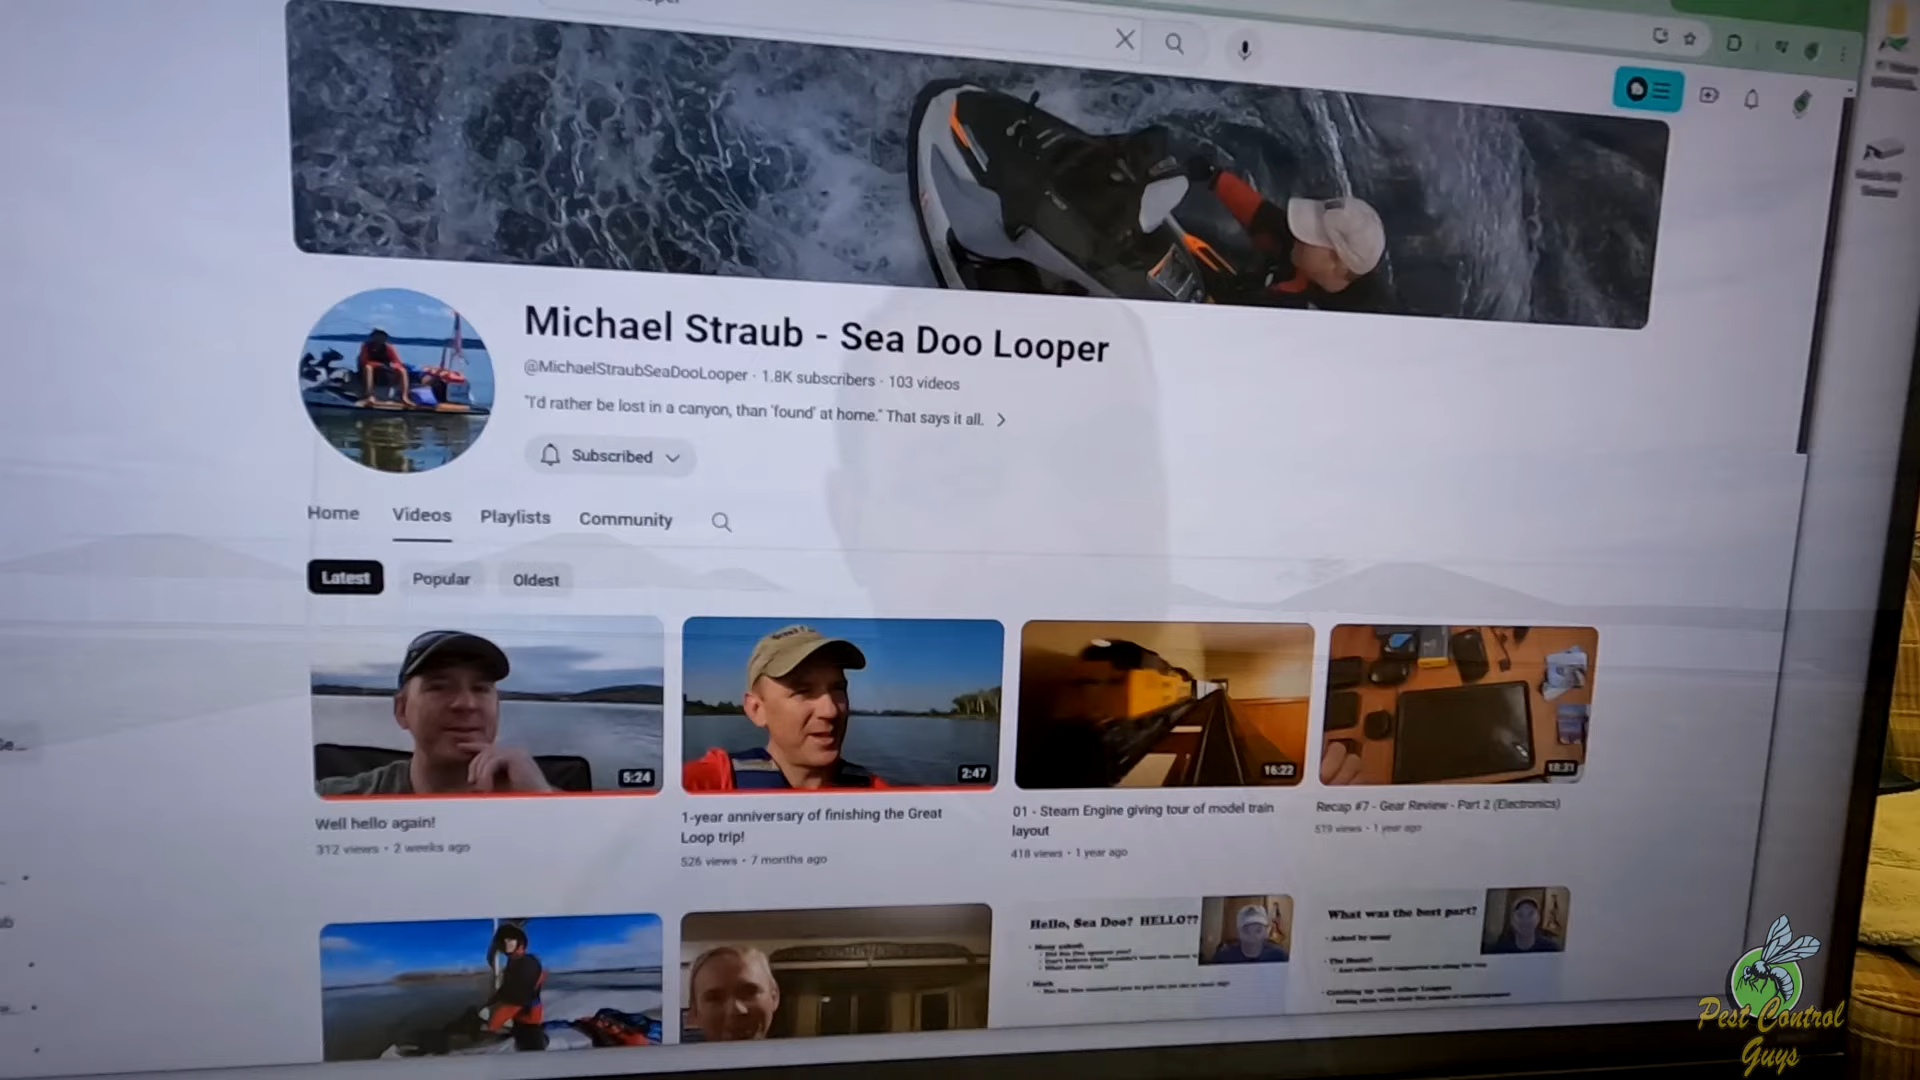 Michael Straub - Sea Doo Looper
@MichaelStraubSeaDooLooper · 1.8K subscribers · 103 videos
"I'd rather be lost in a canyon, than 'found' at home." That says it all.
Subscribed
Home Videos Playlists Community
Latest Popular Oldest
5:24 2:47 16:22 18:31
Well hello again!
312 views • 2 weeks ago
1-year anniversary of finishing the Great
Loop trip!
526 views • 7 months ago
01 - Steam Engine giving tour of model train
layout
418 views • 1 year ago
Recap #7 - Gear Review - Part 2 (Electronics)
579 views • 1 year ago
Hello, Sea Doo? HELLO??
What was the best part?
Pest Control
Guys